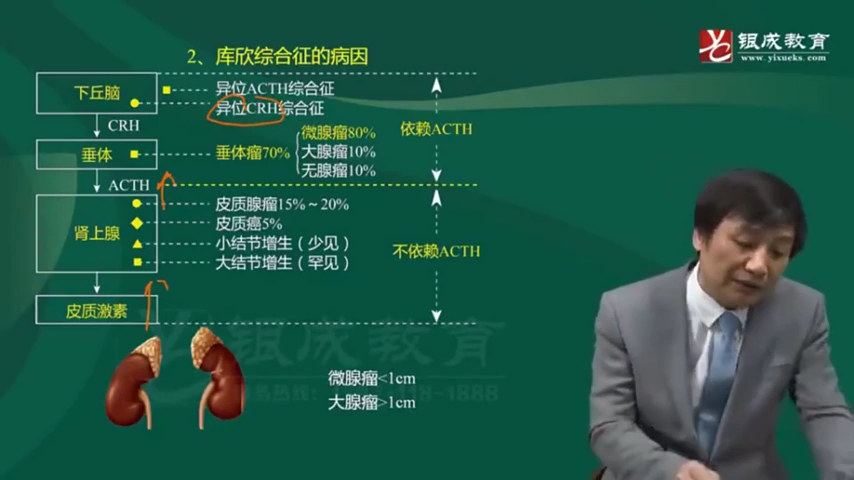 2、库欣综合征的病因
银成教育
www.yixueks.com
下丘脑
异位ACTH综合征
异位CRH综合征
CRH
依赖ACTH
垂体
垂体瘤70%
微腺瘤80%
大腺瘤10%
无腺瘤10%
ACTH
肾上腺
皮质腺瘤15%~20%
皮质癌5%
小结节增生（少见）
大结节增生（罕见）
不依赖ACTH
皮质激素
银成教育
微腺瘤<1cm
大腺瘤>1cm